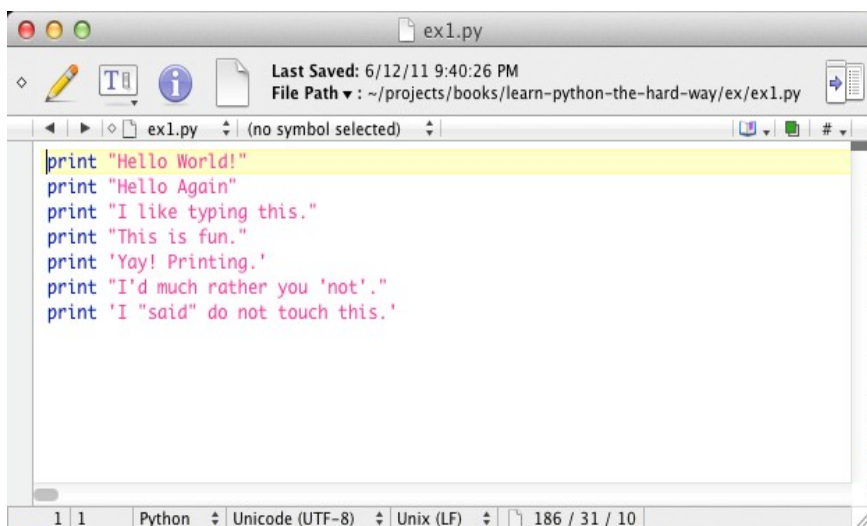 ex1.py
Last Saved: 6/12/11 9:40:26 PM
File Path ▾ : ~/projects/books/learn-python-the-hard-way/ex/ex1.py
ex1.py (no symbol selected) #
print "Hello World!"
print "Hello Again"
print "I like typing this."
print "This is fun."
print 'Yay! Printing.'
print "I'd much rather you 'not'."
print 'I "said" do not touch this.'
1 1 Python Unicode (UTF-8) Unix (LF) 186 / 31 / 10